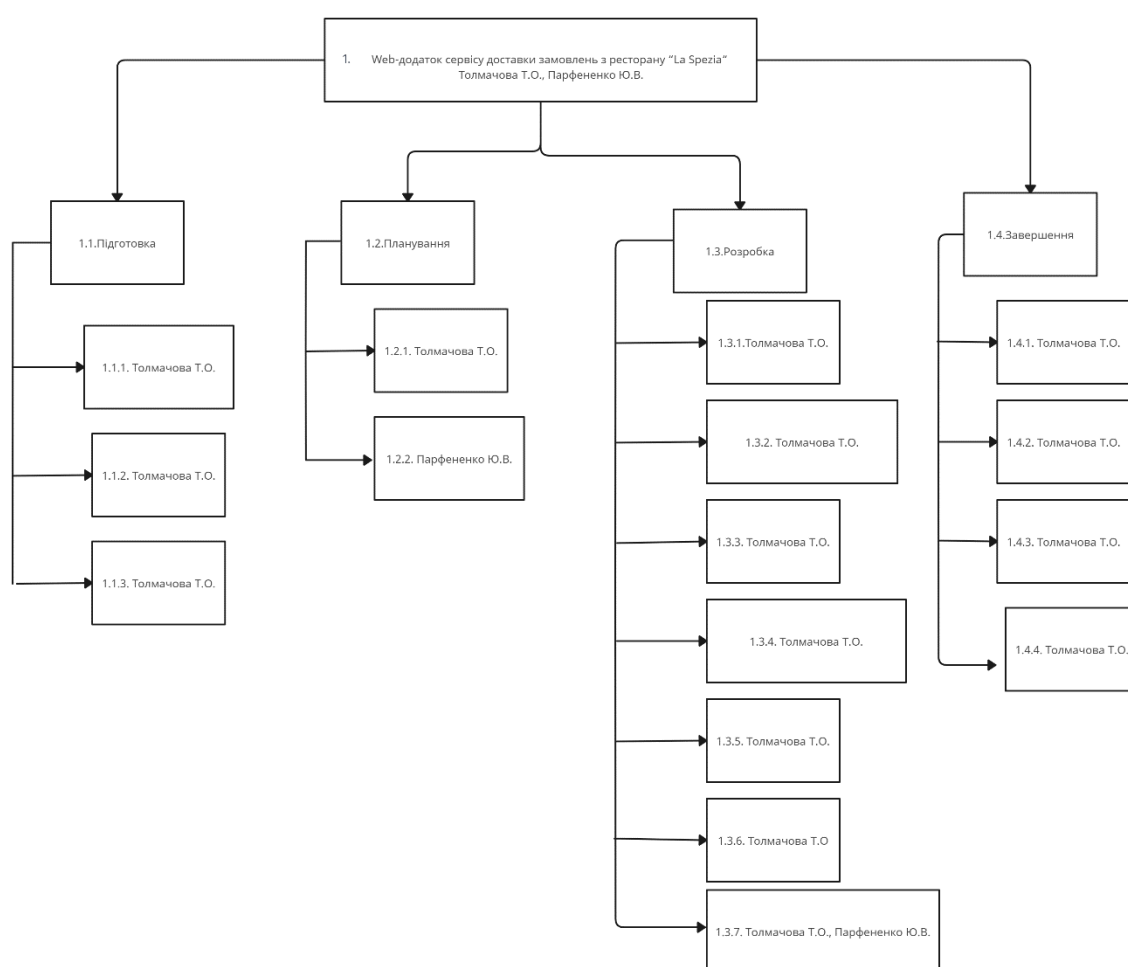 1. Web-додаток сервісу доставки замовлень з ресторану “La Spezia”
Толмачова Т.О., Парфененко Ю.В.
1.1.Підготовка
1.1.1. Толмачова Т.О.
1.1.2. Толмачова Т.О.
1.1.3. Толмачова Т.О.
1.2.Планування
1.2.1. Толмачова Т.О.
1.2.2. Парфененко Ю.В.
1.3.Розробка
1.3.1.Толмачова Т.О.
1.3.2. Толмачова Т.О.
1.3.3. Толмачова Т.О.
1.3.4. Толмачова Т.О.
1.3.5. Толмачова Т.О.
1.3.6. Толмачова Т.О
1.3.7. Толмачова Т.О., Парфененко Ю.В.
1.4.Завершення
1.4.1. Толмачова Т.О.
1.4.2. Толмачова Т.О.
1.4.3. Толмачова Т.О.
1.4.4. Толмачова Т.О.